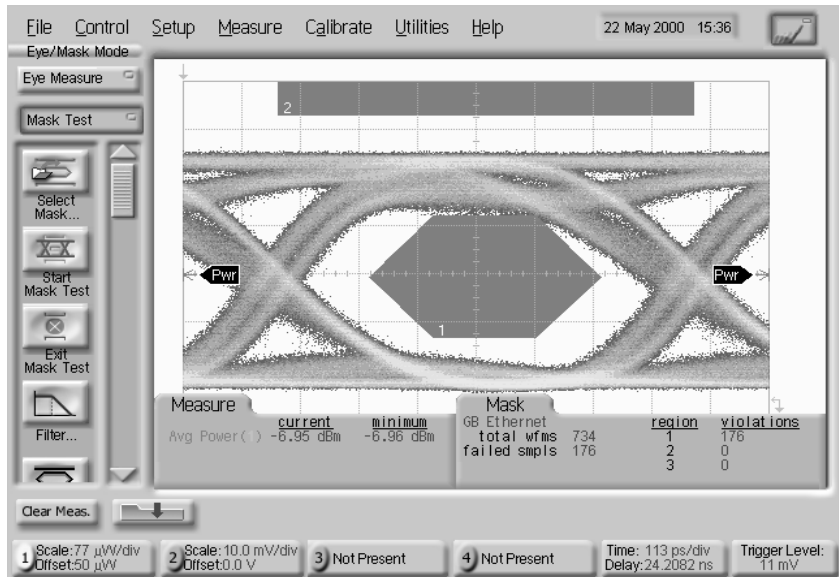 File Control Setup Measure Calibrate Utilities Help 22 May 2000 15:36
Eye/Mask Mode
Eye Measure
Mask Test
Select
Mask...
Start
Mask Test
Exit
Mask Test
Filter...
2
Pwr
Pwr
1
Measure
current minimum
Avg Power(1) -6.95 dBm -6.96 dBm
Mask
GB Ethernet region violations
total wfms 734 1 176
failed smpls 176 2 0
3 0
Clear Meas.
1 Scale:77 µW/div
Offset:50 µW
2 Scale:10.0 mV/div
Offset:0.0 V
3 Not Present
4 Not Present
Time: 113 ps/div
Delay:24.2082 ns
Trigger Level:
11 mV